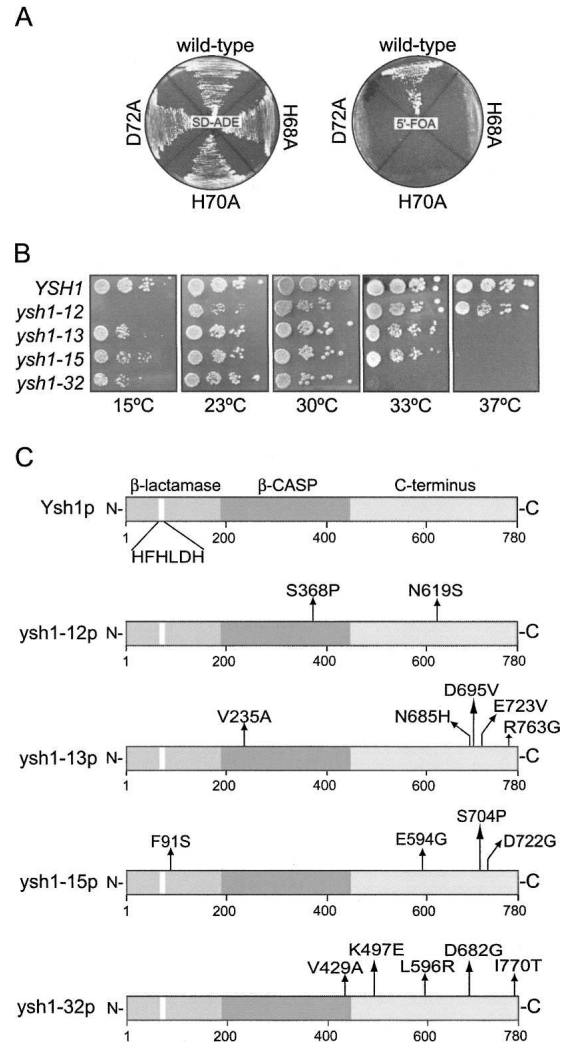 A
wild-type wild-type
D72A SD-ADE H68A D72A 5'-FOA H68A
H70A H70A
B
YSH1
ysh1-12
ysh1-13
ysh1-15
ysh1-32
15ºC 23ºC 30ºC 33ºC 37ºC
C
β-lactamase β-CASP C-terminus
Ysh1p N- -C
1 200 400 600 780
HFHLDH
S368P N619S
ysh1-12p N- -C
1 200 400 600 780
D695V
V235A N685H E723V
R763G
ysh1-13p N- -C
1 200 400 600 780
S704P
F91S E594G D722G
ysh1-15p N- -C
1 200 400 600 780
K497E D682G
V429A L596R I770T
ysh1-32p N- -C
1 200 400 600 780